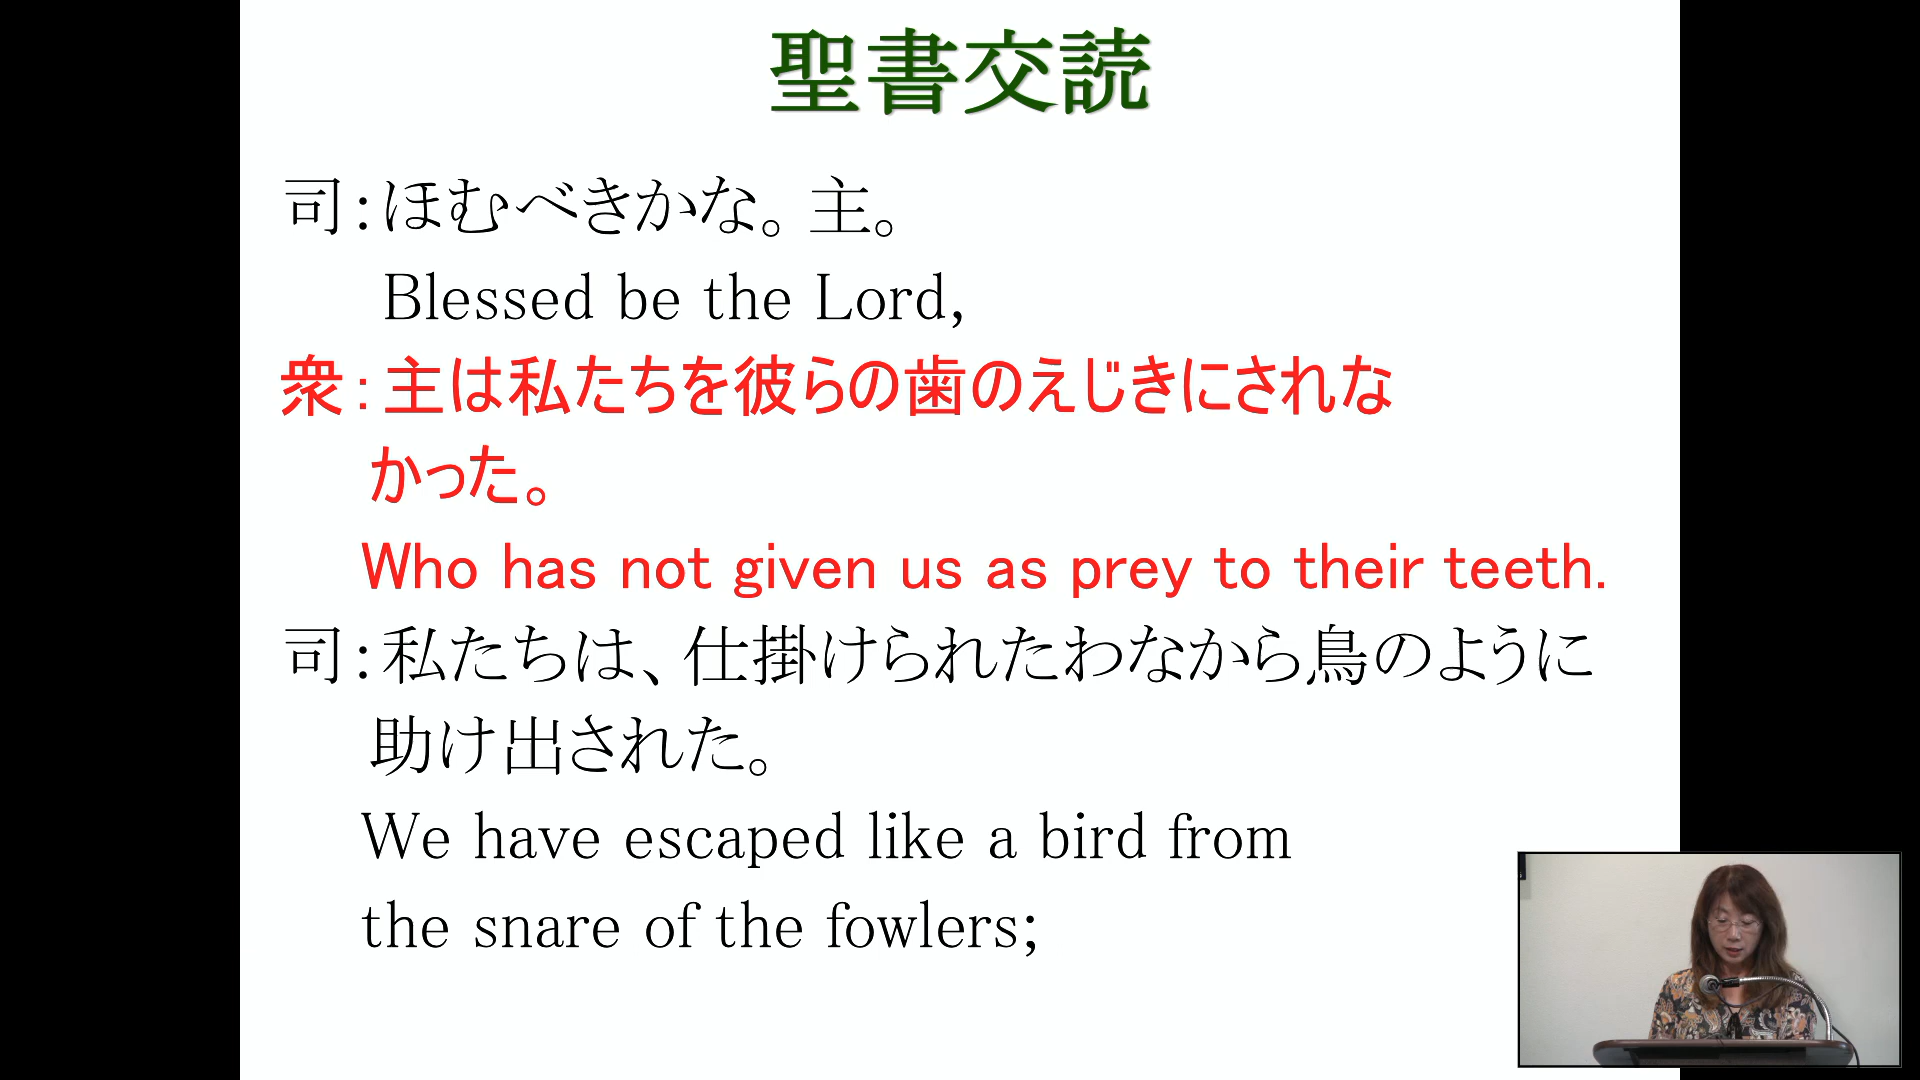 聖書交読
司：ほむべきかな。主。
Blessed be the Lord,
衆：主は私たちを彼らの歯のえじきにされな
かった。
Who has not given us as prey to their teeth.
司：私たちは、仕掛けられたわなから鳥のように
助け出された。
We have escaped like a bird from
the snare of the fowlers;